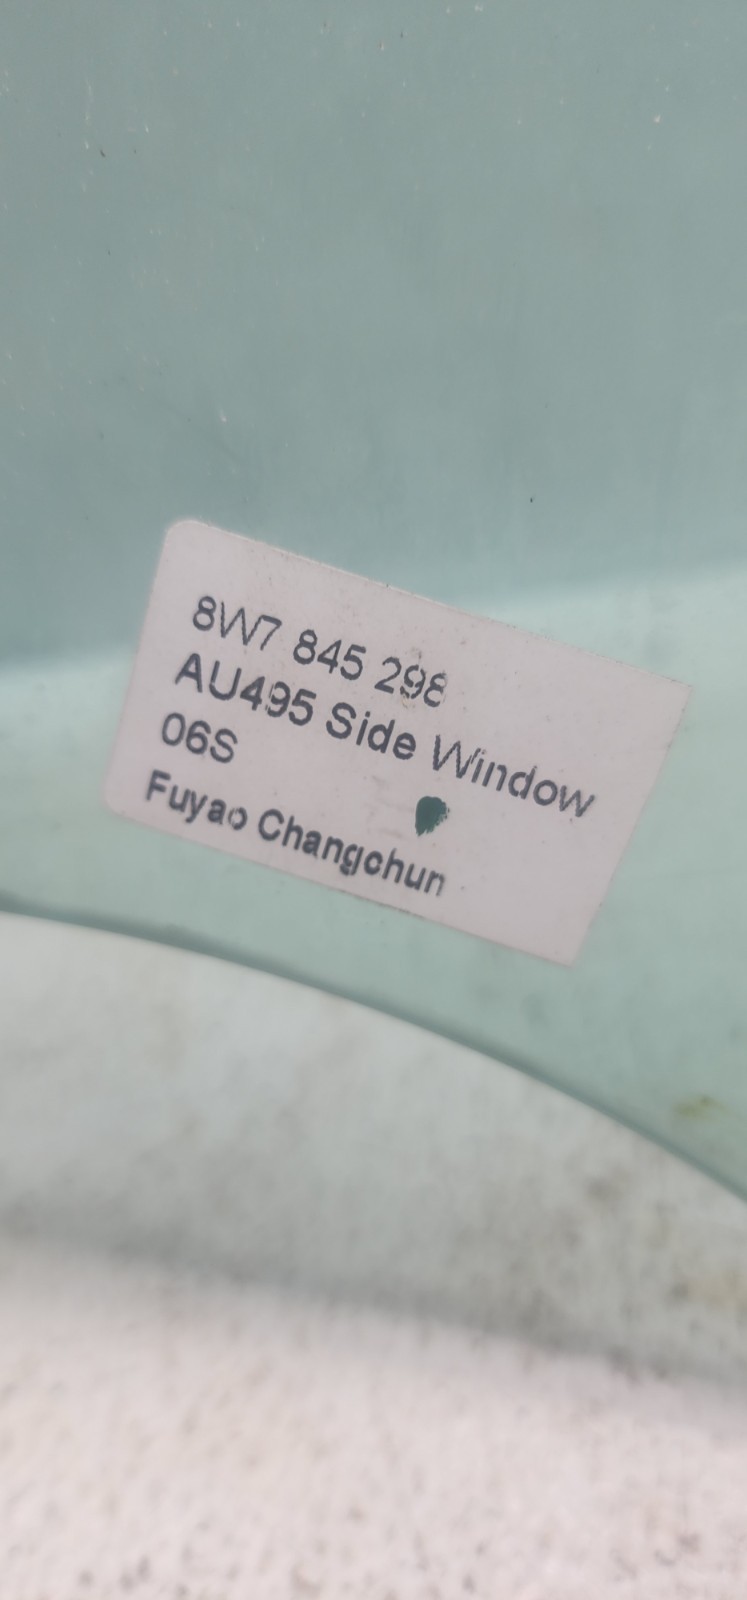 8W7 845 298
AU495 Side Window
06S
Fuyao Changchun